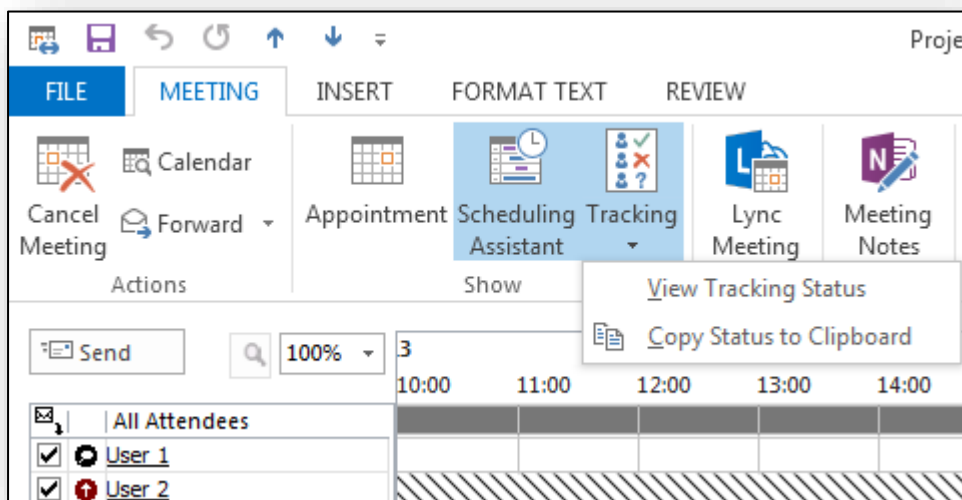 Proje
FILE MEETING INSERT FORMAT TEXT REVIEW
Calendar
Forward
Cancel
Meeting
Appointment
Scheduling
Assistant
Tracking
Lync
Meeting
Meeting
Notes
Actions
Show
View Tracking Status
Copy Status to Clipboard
Send
100%
.3
10:00 11:00 12:00 13:00 14:00
All Attendees
User 1
User 2